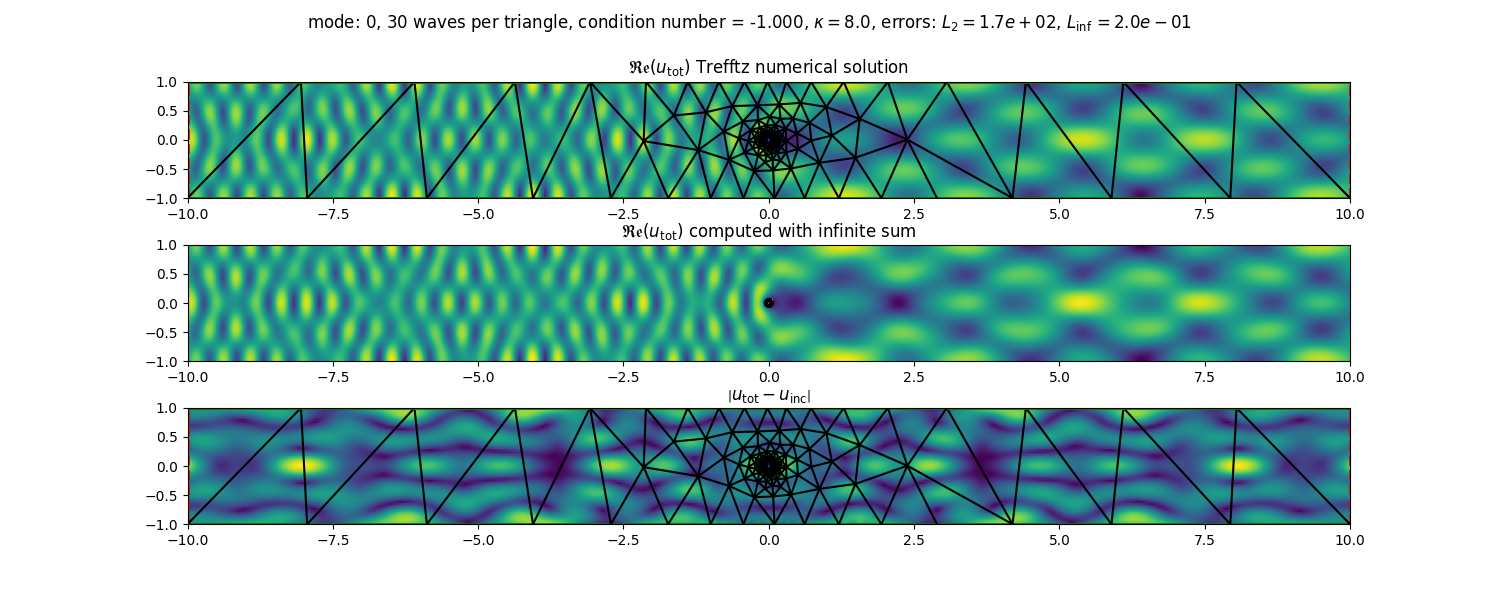 mode: 0, 30 waves per triangle, condition number = -1.000, κ = 8.0, errors: L₂ = 1.7e + 02, L_inf = 2.0e − 01
ℜ𝔢(u_tot) Trefftz numerical solution
1.0
0.5
0.0
−0.5
−1.0
−10.0 −7.5 −5.0 −2.5 0.0 2.5 5.0 7.5 10.0
ℜ𝔢(u_tot) computed with infinite sum
1.0
0.5
0.0
−0.5
−1.0
−10.0 −7.5 −5.0 −2.5 0.0 2.5 5.0 7.5 10.0
|u_tot − u_inc|
1.0
0.5
0.0
−0.5
−1.0
−10.0 −7.5 −5.0 −2.5 0.0 2.5 5.0 7.5 10.0